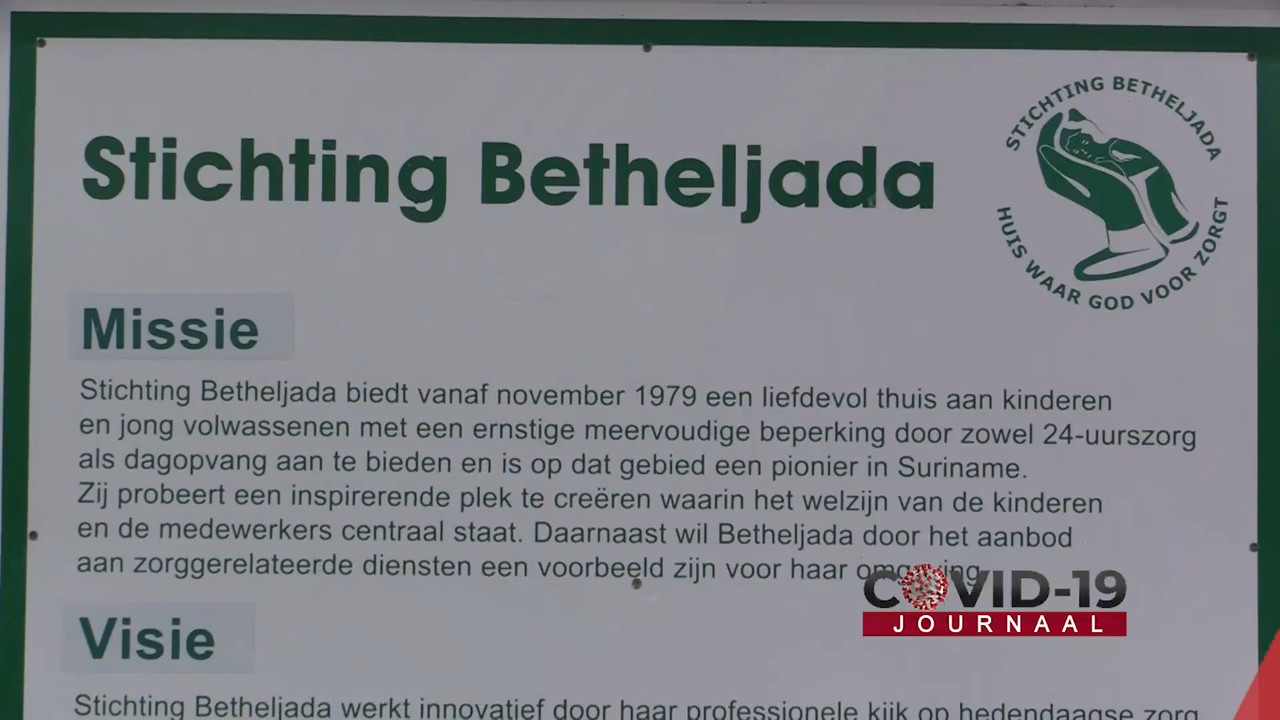 Stichting Betheljada
STICHTING BETHELJADA
HUIS WAAR GOD VOOR ZORGT
Missie
Stichting Betheljada biedt vanaf november 1979 een liefdevol thuis aan kinderen
en jong volwassenen met een ernstige meervoudige beperking door zowel 24-uurszorg
als dagopvang aan te bieden en is op dat gebied een pionier in Suriname.
Zij probeert een inspirerende plek te creëren waarin het welzijn van de kinderen
en de medewerkers centraal staat. Daarnaast wil Betheljada door het aanbod
aan zorggerelateerde diensten een voorbeeld zijn voor haar
COVID-19
JOURNAAL
Visie
Stichting Betheljada werkt innovatief door haar professionele kijk op hedendaagse zorg